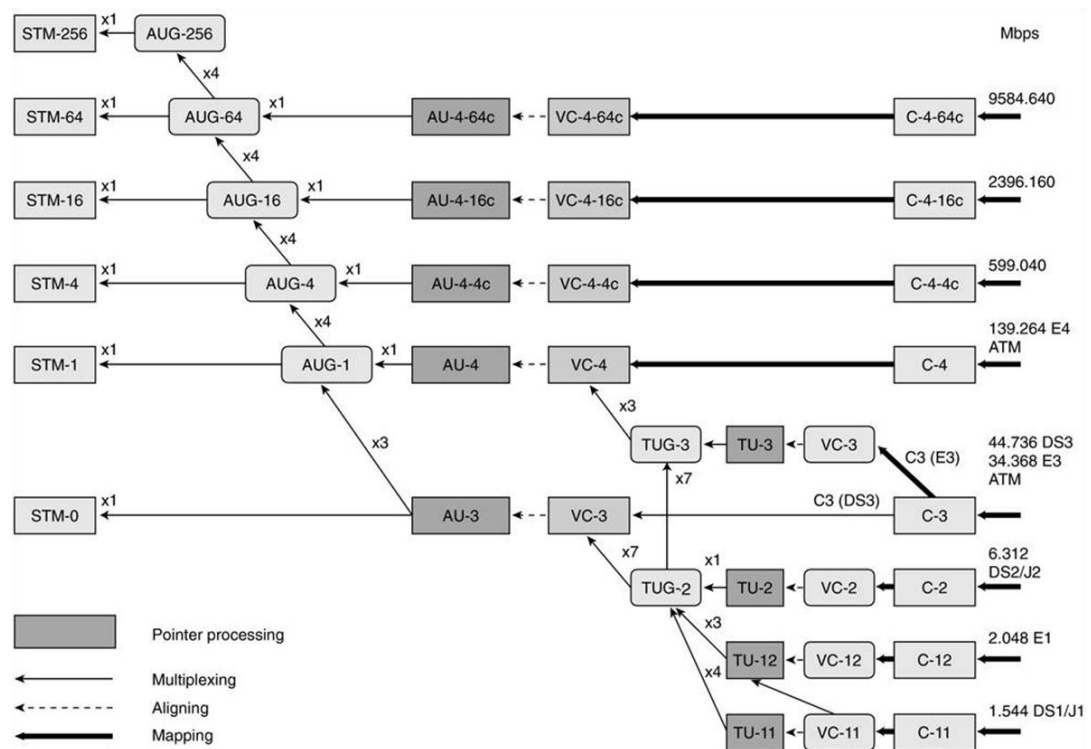 x1
STM-256
AUG-256
Mbps
x4
x1
x1
9584.640
STM-64
AUG-64
AU-4-64c
VC-4-64c
C-4-64c
x4
x1
x1
2396.160
STM-16
AUG-16
AU-4-16c
VC-4-16c
C-4-16c
x4
x1
x1
599.040
STM-4
AUG-4
AU-4-4c
VC-4-4c
C-4-4c
x4
139.264 E4
ATM
x1
x1
STM-1
AUG-1
AU-4
VC-4
C-4
x3
x3
TUG-3
TU-3
VC-3
C3 (E3)
44.736 DS3
34.368 E3
ATM
x7
x1
C3 (DS3)
STM-0
AU-3
VC-3
C-3
x7
x1
6.312
DS2/J2
TUG-2
TU-2
VC-2
C-2
x3
2.048 E1
Pointer processing
TU-12
VC-12
C-12
x4
Multiplexing
Aligning
1.544 DS1/J1
TU-11
VC-11
C-11
Mapping